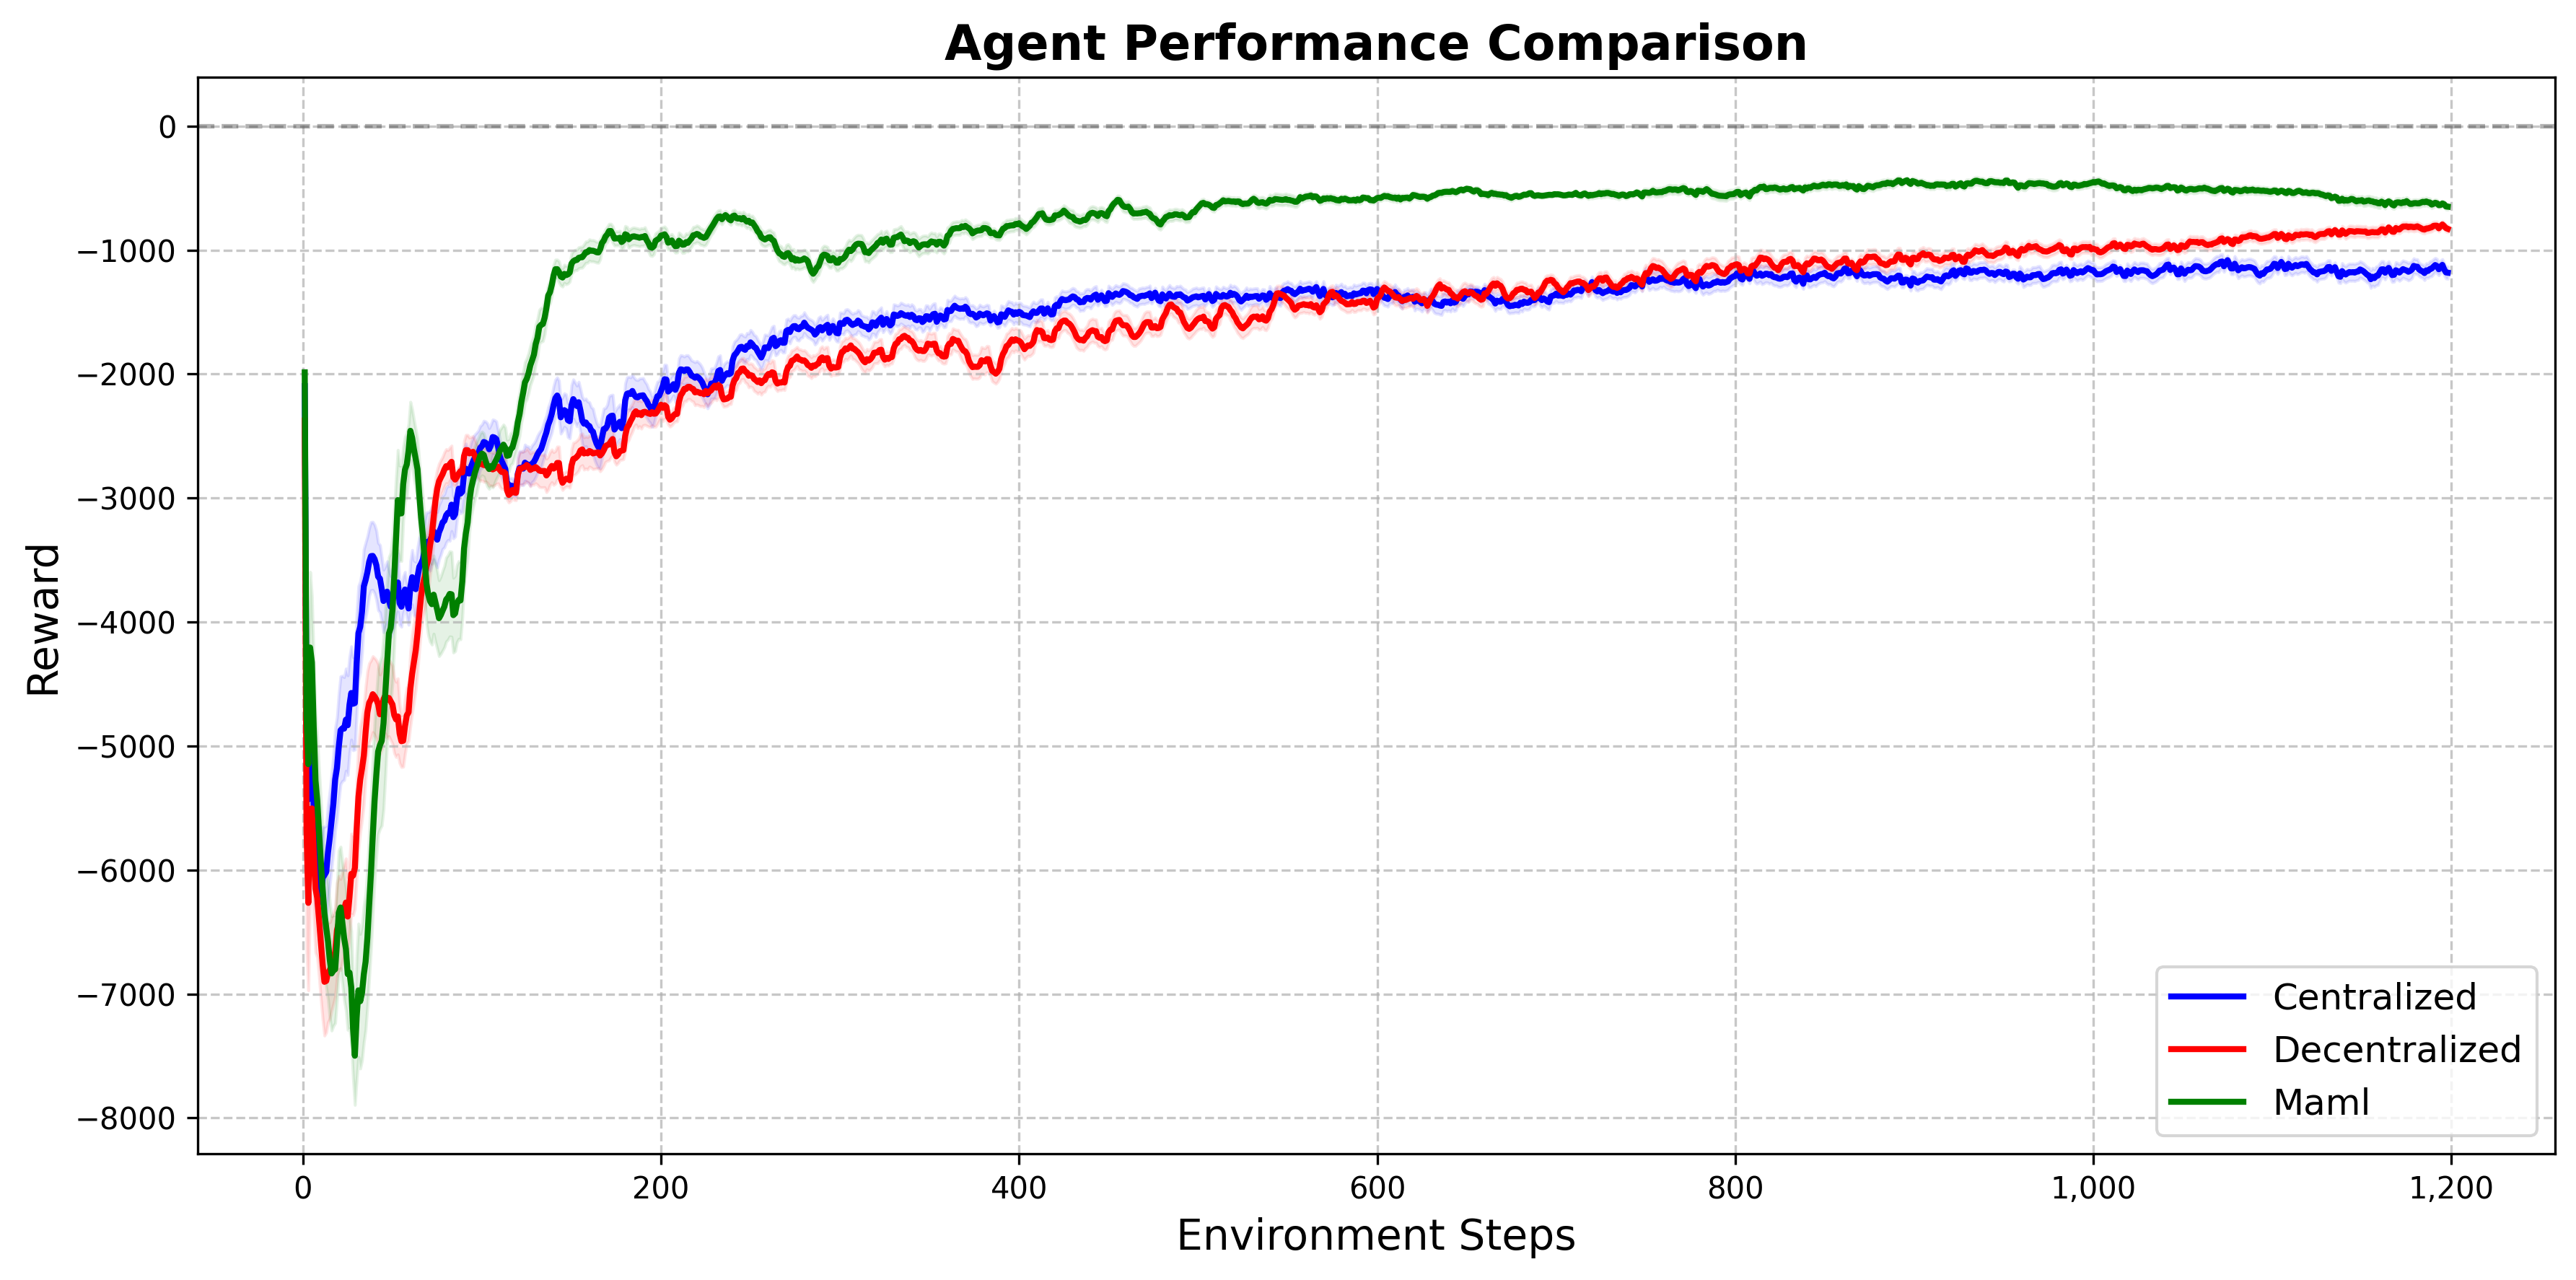 Agent Performance Comparison
Reward
0
−1000
−2000
−3000
−4000
−5000
−6000
−7000
−8000
0
200
400
600
800
1,000
1,200
Environment Steps
Centralized
Decentralized
Maml